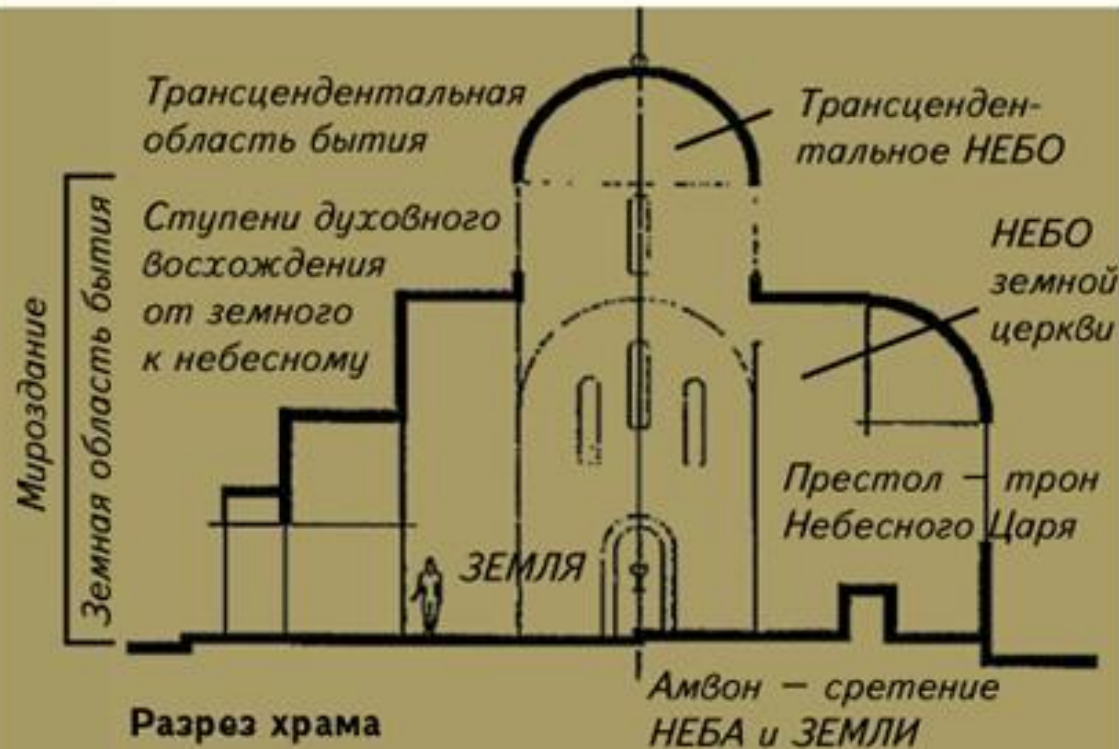 Трансцендентальная
область бытия
Трансценден-
тальное НЕБО
Ступени духовного
восхождения
от земного
к небесному
НЕБО
земной
церкви
Мироздание
Земная область бытия
Престол – трон
Небесного Царя
ЗЕМЛЯ
Амвон – сретение
НЕБА и ЗЕМЛИ
Разрез храма